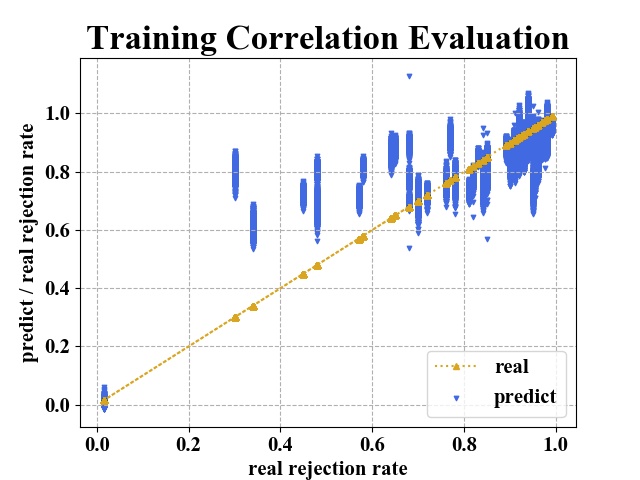 Training Correlation Evaluation
predict / real rejection rate
1.0
0.8
0.6
0.4
0.2
0.0
real
predict
0.0 0.2 0.4 0.6 0.8 1.0
real rejection rate